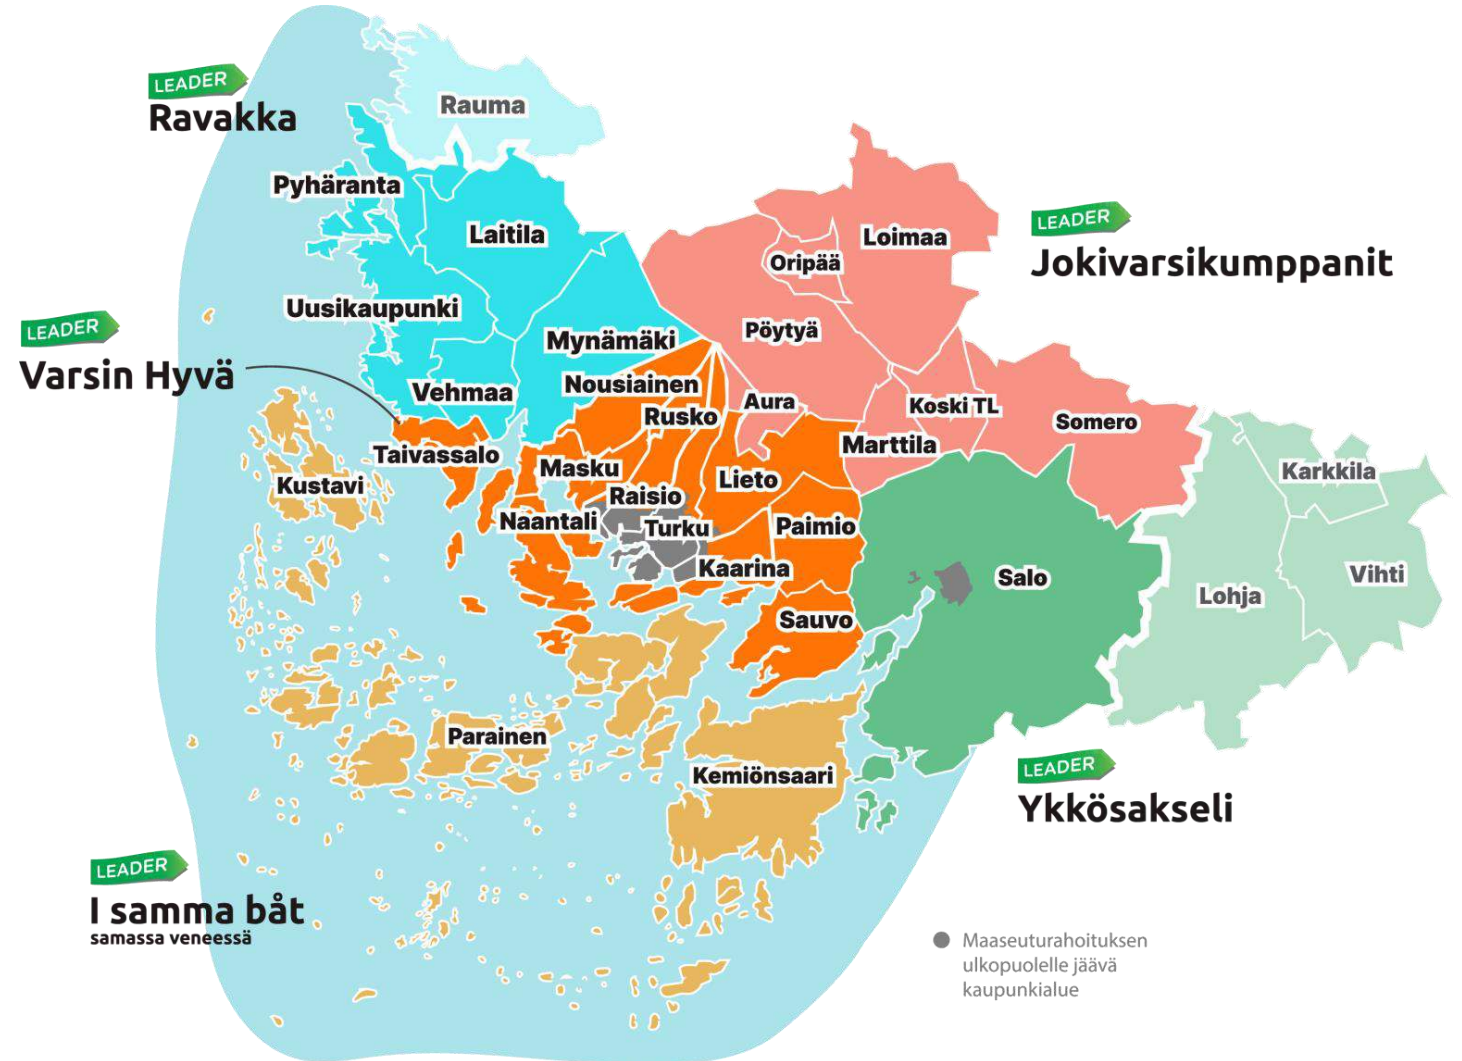 Rauma
LEADER
Ravakka
Pyhäranta
Laitila
LEADER
Jokivarsikumppanit
Loimaa
Oripää
Uusikaupunki
Pöytyä
LEADER
Varsin Hyvä
Mynämäki
Nousiainen
Vehmaa
Rusko
Aura
Koski TL
Somero
Marttila
Taivassalo
Masku
Lieto
Karkkila
Kustavi
Raisio
Naantali
Turku
Paimio
Kaarina
Salo
Vihti
Lohja
Sauvo
Parainen
Kemiönsaari
LEADER
Ykkösakseli
LEADER
I samma båt
samassa veneessä
Maaseuturahoituksen
ulkopuolelle jäävä
kaupunkialue